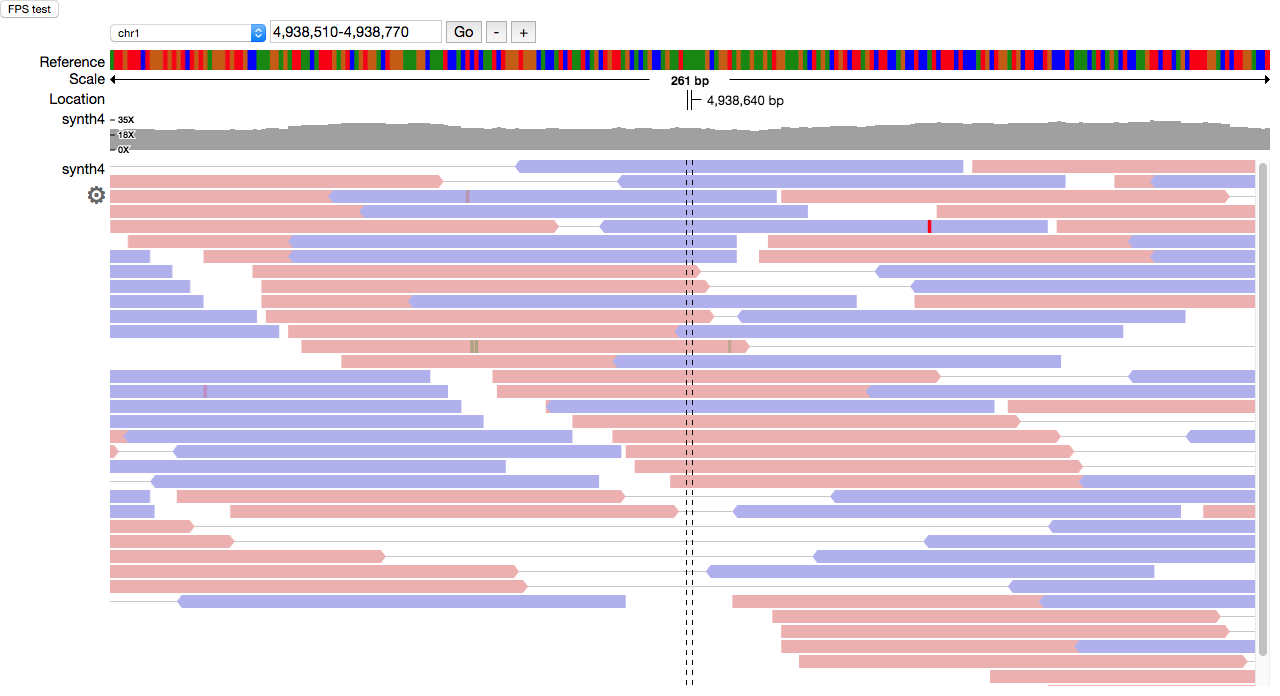 FPS test
chr1 4,938,510-4,938,770 Go - +
Reference
Scale 261 bp
Location 4,938,640 bp
synth4 35X
18X
0X
synth4